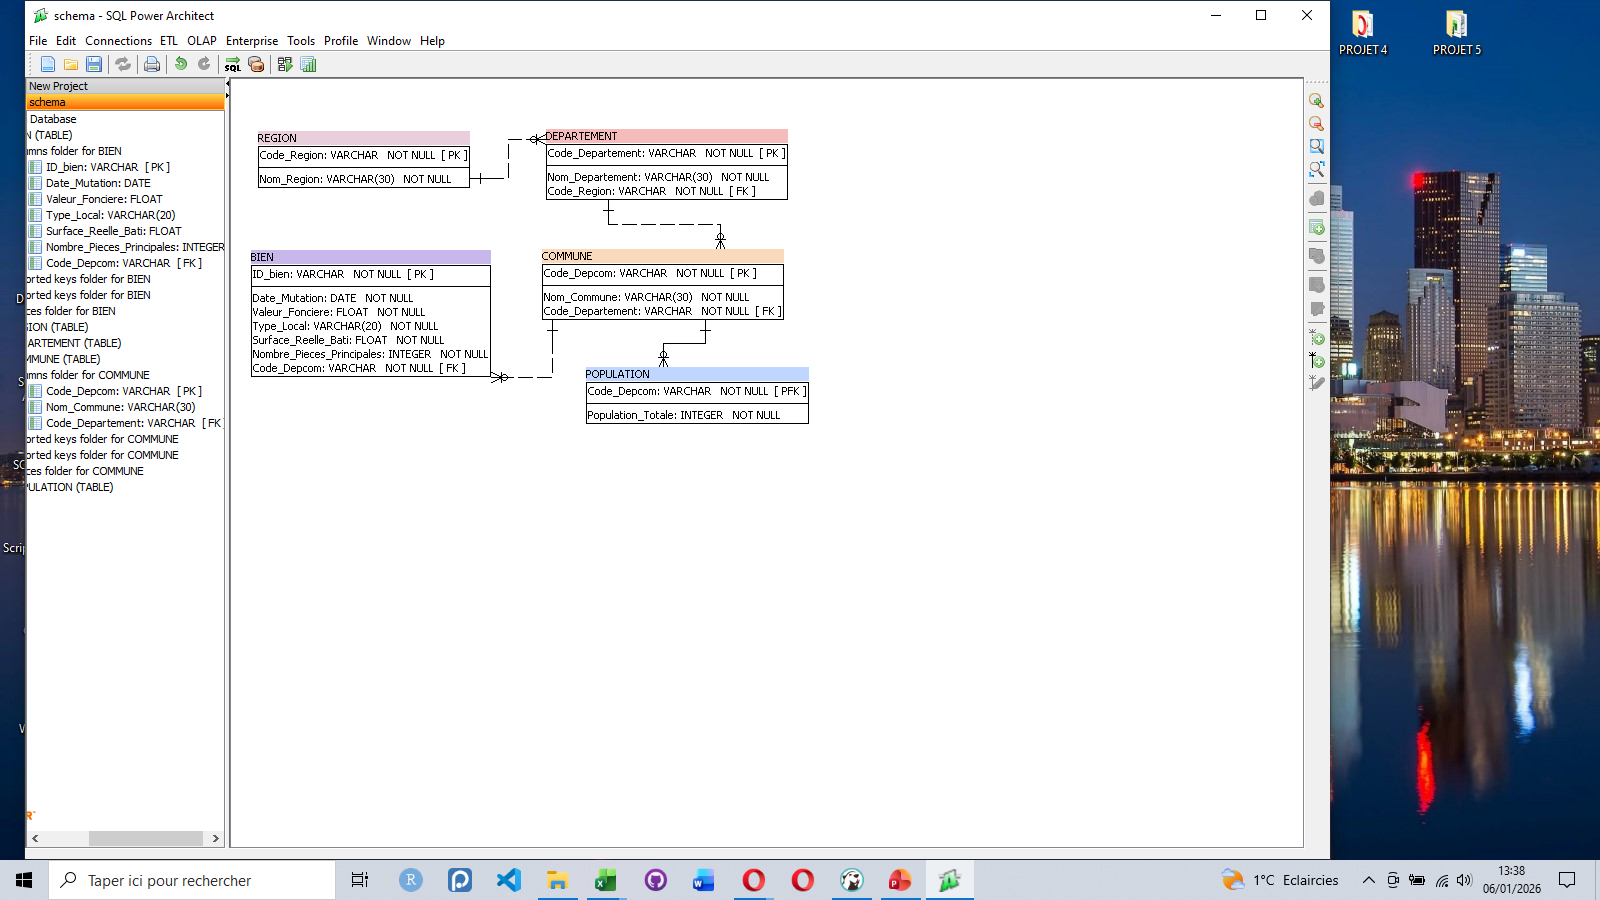 schema - SQL Power Architect
File Edit Connections ETL OLAP Enterprise Tools Profile Window Help
SQL
New Project
schema
Database
N (TABLE)
mns folder for BIEN
ID_bien: VARCHAR [ PK ]
Date_Mutation: DATE
Valeur_Fonciere: FLOAT
Type_Local: VARCHAR(20)
Surface_Reelle_Bati: FLOAT
Nombre_Pieces_Principales: INTEGER
Code_Depcom: VARCHAR [ FK ]
orted keys folder for BIEN
orted keys folder for BIEN
ces folder for BIEN
GION (TABLE)
ARTEMENT (TABLE)
MMUNE (TABLE)
mns folder for COMMUNE
Code_Depcom: VARCHAR [ PK ]
Nom_Commune: VARCHAR(30)
Code_Departement: VARCHAR [ FK
orted keys folder for COMMUNE
orted keys folder for COMMUNE
ces folder for COMMUNE
ULATION (TABLE)
REGION
Code_Region: VARCHAR NOT NULL [ PK ]
Nom_Region: VARCHAR(30) NOT NULL
DEPARTEMENT
Code_Departement: VARCHAR NOT NULL [ PK ]
Nom_Departement: VARCHAR(30) NOT NULL
Code_Region: VARCHAR NOT NULL [ FK ]
BIEN
ID_bien: VARCHAR NOT NULL [ PK ]
Date_Mutation: DATE NOT NULL
Valeur_Fonciere: FLOAT NOT NULL
Type_Local: VARCHAR(20) NOT NULL
Surface_Reelle_Bati: FLOAT NOT NULL
Nombre_Pieces_Principales: INTEGER NOT NULL
Code_Depcom: VARCHAR NOT NULL [ FK ]
COMMUNE
Code_Depcom: VARCHAR NOT NULL [ PK ]
Nom_Commune: VARCHAR(30) NOT NULL
Code_Departement: VARCHAR NOT NULL [ FK ]
POPULATION
Code_Depcom: VARCHAR NOT NULL [ PFK ]
Population_Totale: INTEGER NOT NULL
PROJET 4
PROJET 5
Scrip
Taper ici pour rechercher
1°C Eclaircies
13:38
06/01/2026